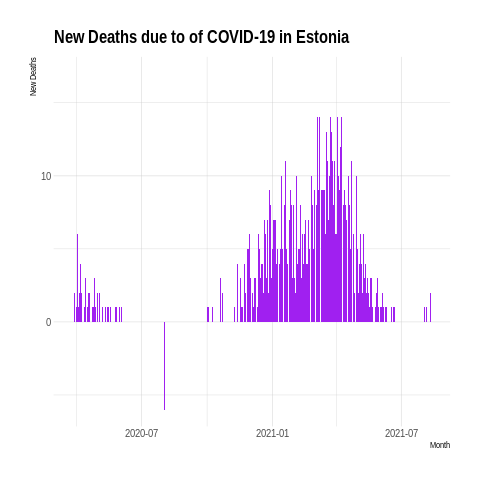 New Deaths due to of COVID-19 in Estonia
New Deaths
10
0
2020-07
2021-01
2021-07
Month